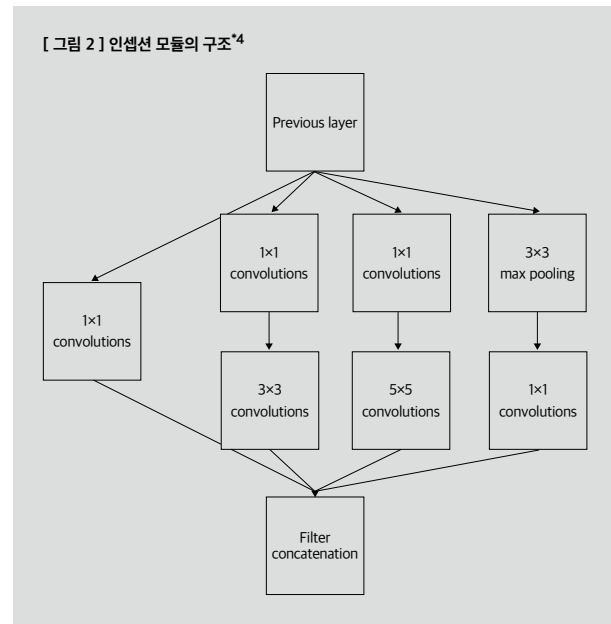 [ 그림 2 ] 인셉션 모듈의 구조*4
Previous layer
1×1
convolutions
1×1
convolutions
1×1
convolutions
3×3
max pooling
3×3
convolutions
5×5
convolutions
1×1
convolutions
Filter
concatenation